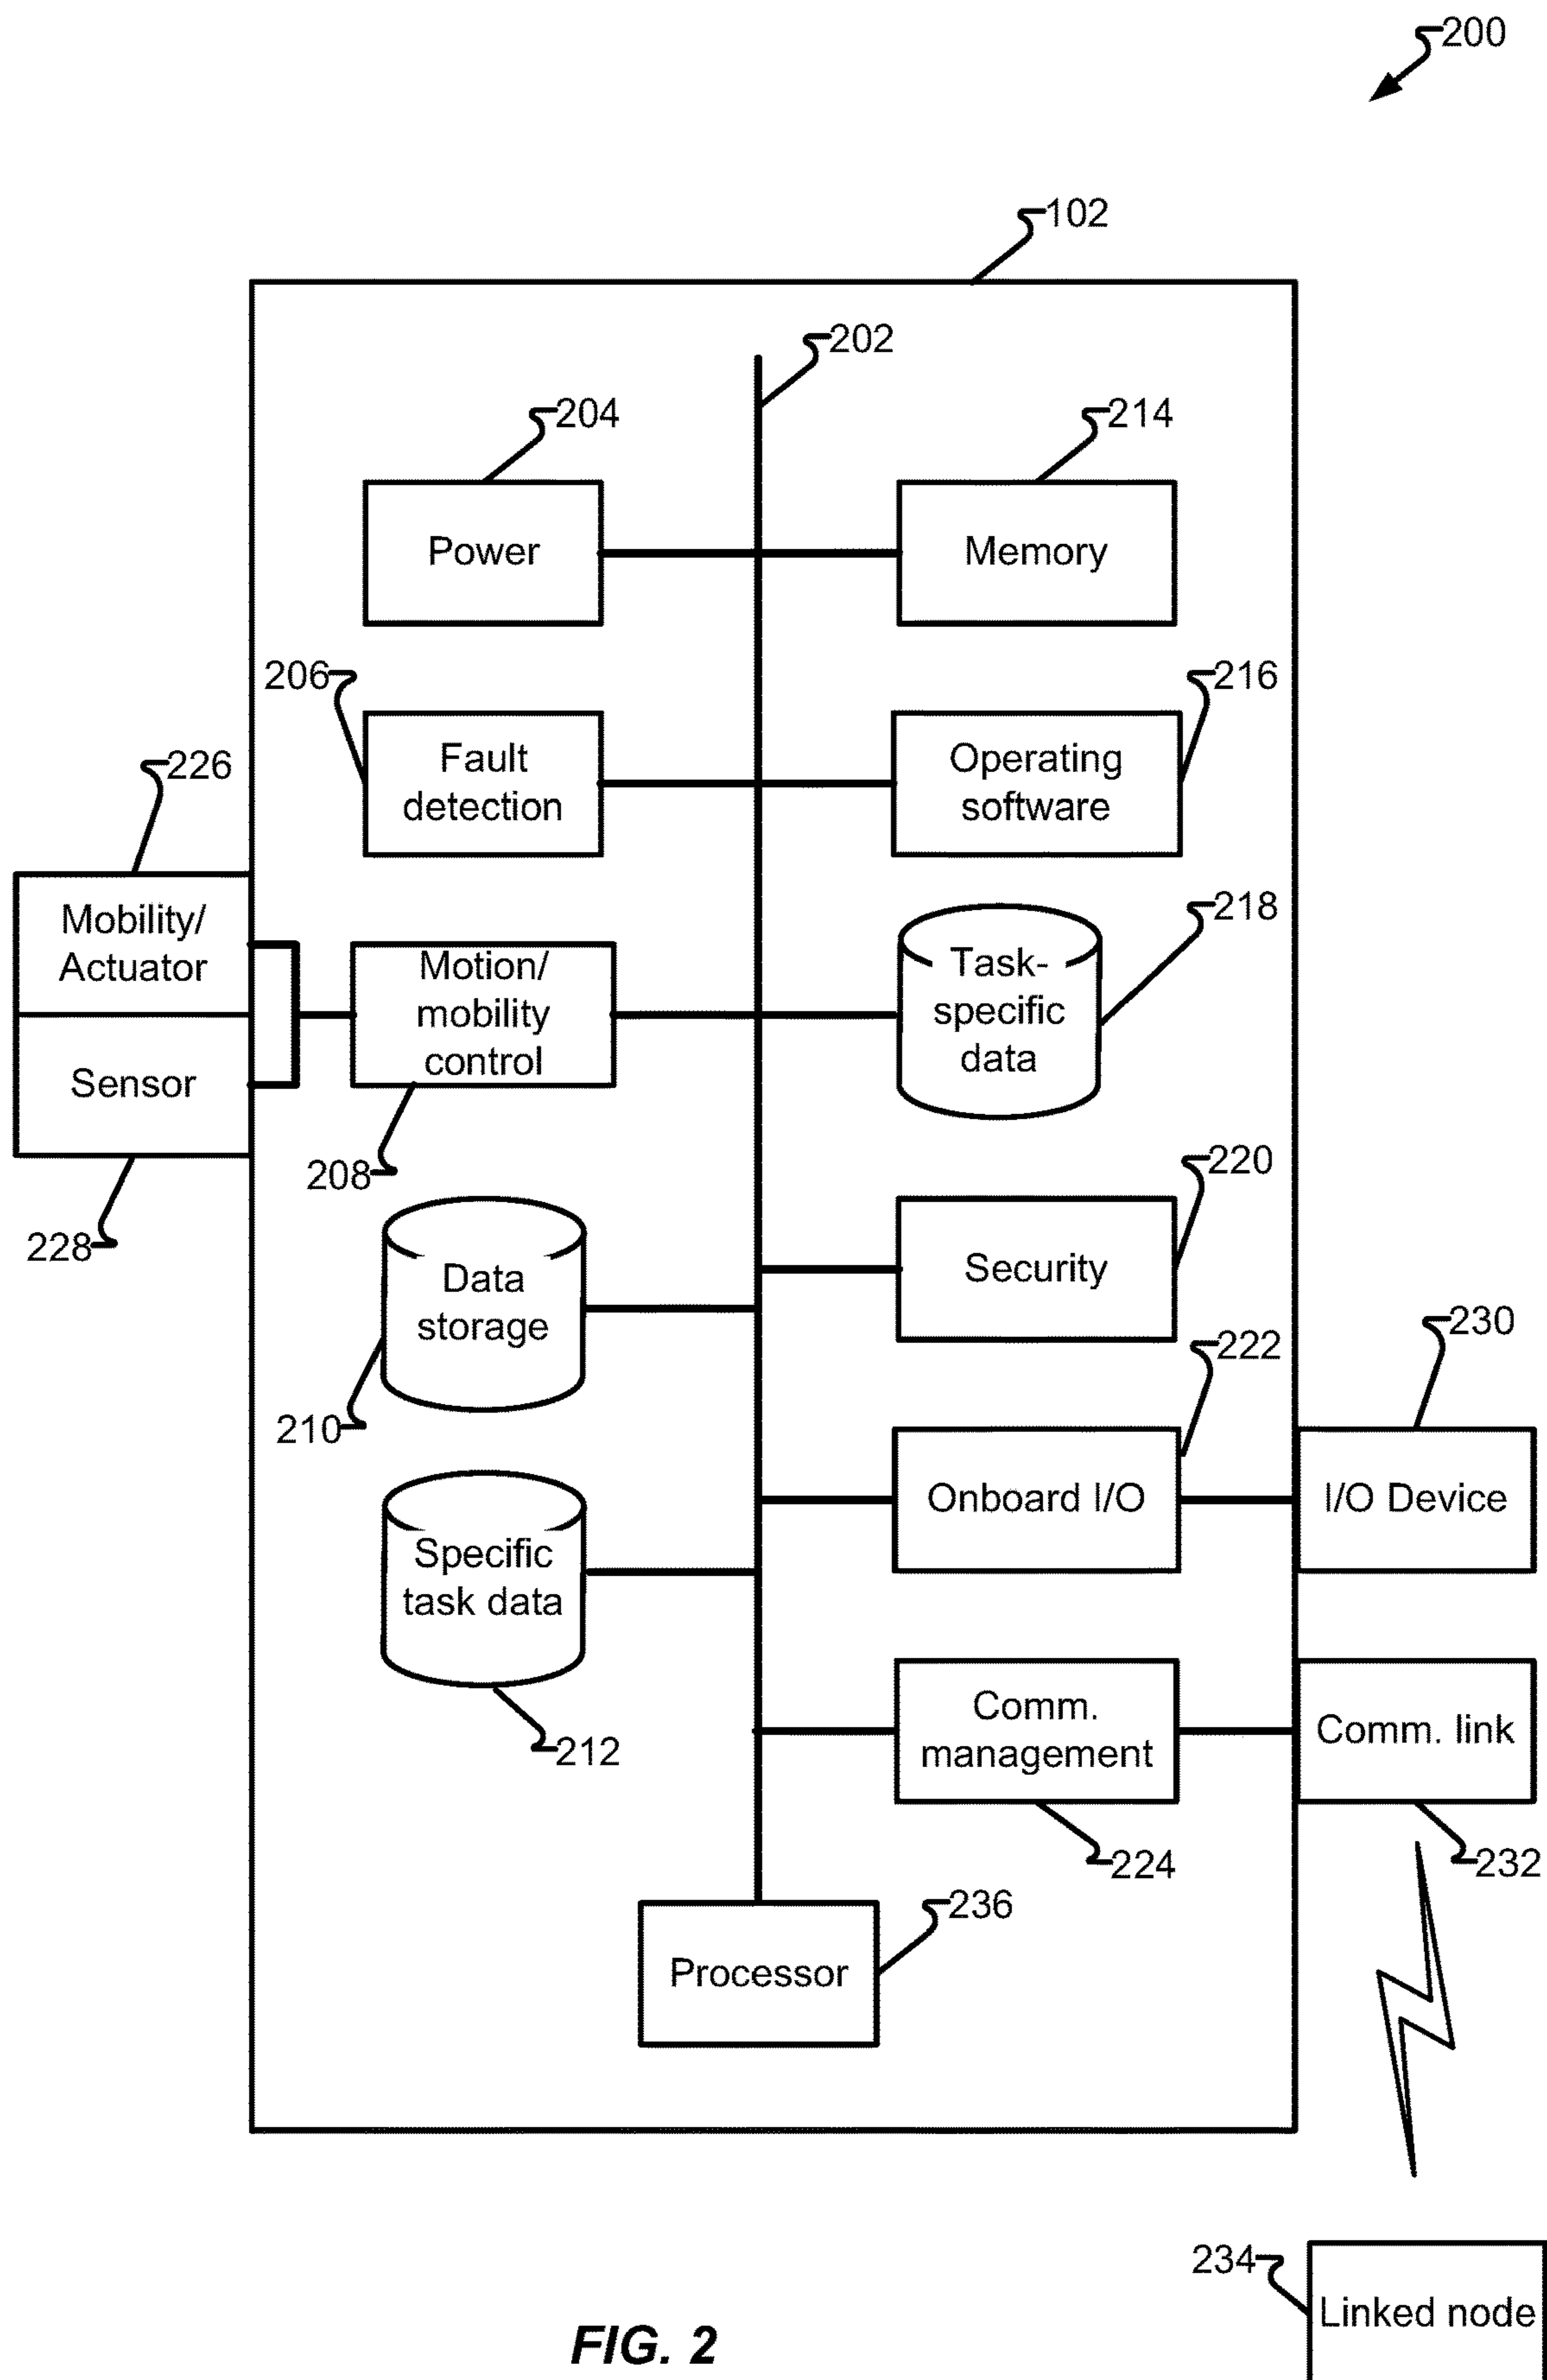 200
102
202
204
214
Power
Memory
206
216
Fault
detection
Operating
software
226
Mobility/
Actuator
Motion/
mobility
control
218
Task-
specific
data
Sensor
208
220
228
Data
storage
Security
210
222
230
Onboard I/O
I/O Device
Specific
task data
212
Comm.
management
Comm. link
224
232
236
Processor
234
Linked node
FIG. 2